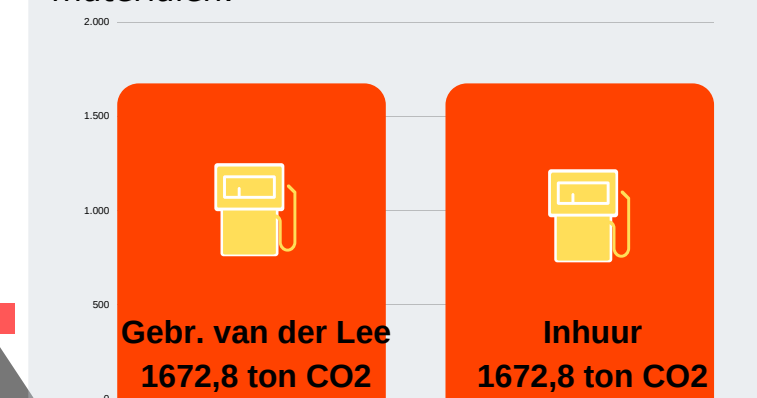 2.000
1.500
1.000
500
Gebr. van der Lee
1672,8 ton CO2
Inhuur
1672,8 ton CO2